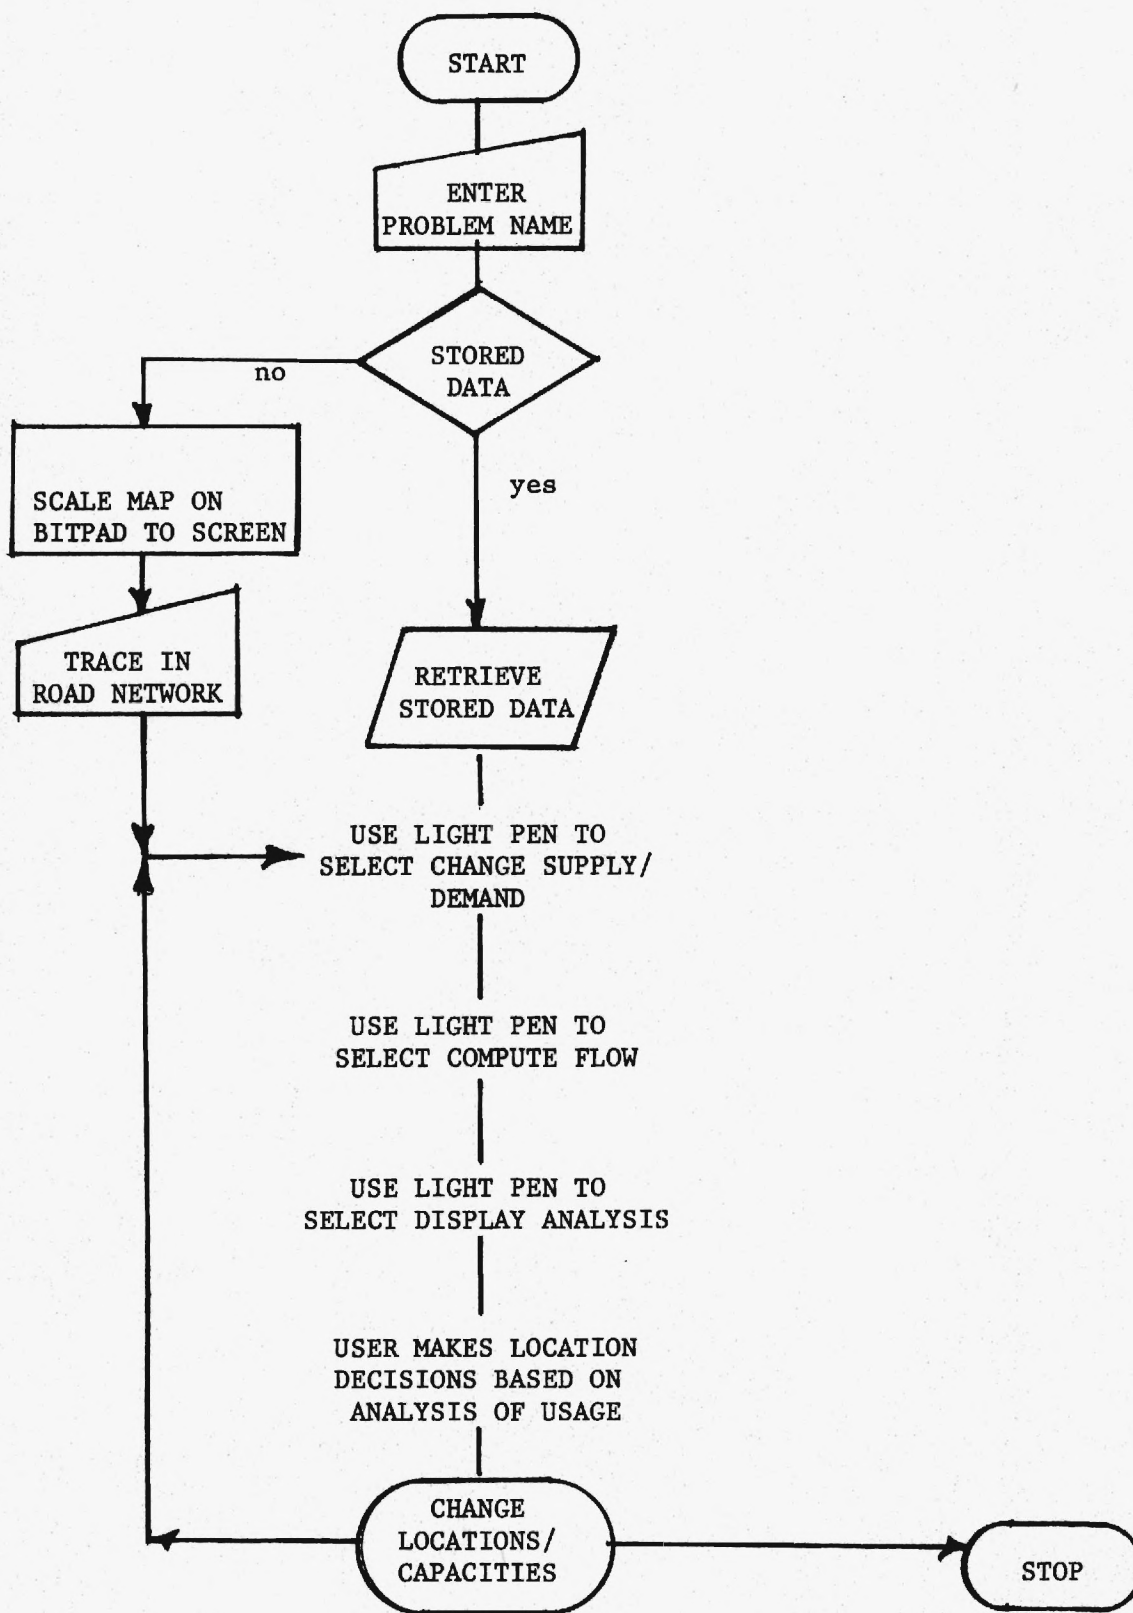 START
ENTER
PROBLEM NAME
STORED
DATA
no
yes
SCALE MAP ON
BITPAD TO SCREEN
TRACE IN
ROAD NETWORK
RETRIEVE
STORED DATA
USE LIGHT PEN TO
SELECT CHANGE SUPPLY/
DEMAND
USE LIGHT PEN TO
SELECT COMPUTE FLOW
USE LIGHT PEN TO
SELECT DISPLAY ANALYSIS
USER MAKES LOCATION
DECISIONS BASED ON
ANALYSIS OF USAGE
CHANGE
LOCATIONS/
CAPACITIES
STOP